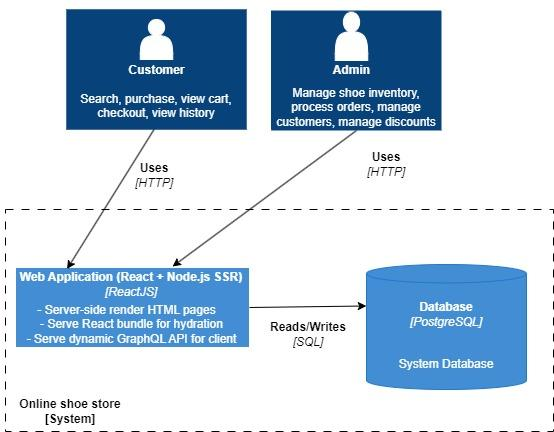 Customer
Search, purchase, view cart,
checkout, view history
Admin
Manage shoe inventory,
process orders, manage
customers, manage discounts
Uses
[HTTP]
Uses
[HTTP]
Web Application (React + Node.js SSR)
[ReactJS]
- Server-side render HTML pages
- Serve React bundle for hydration
- Serve dynamic GraphQL API for client
Reads/Writes
[SQL]
Database
[PostgreSQL]
System Database
Online shoe store
[System]